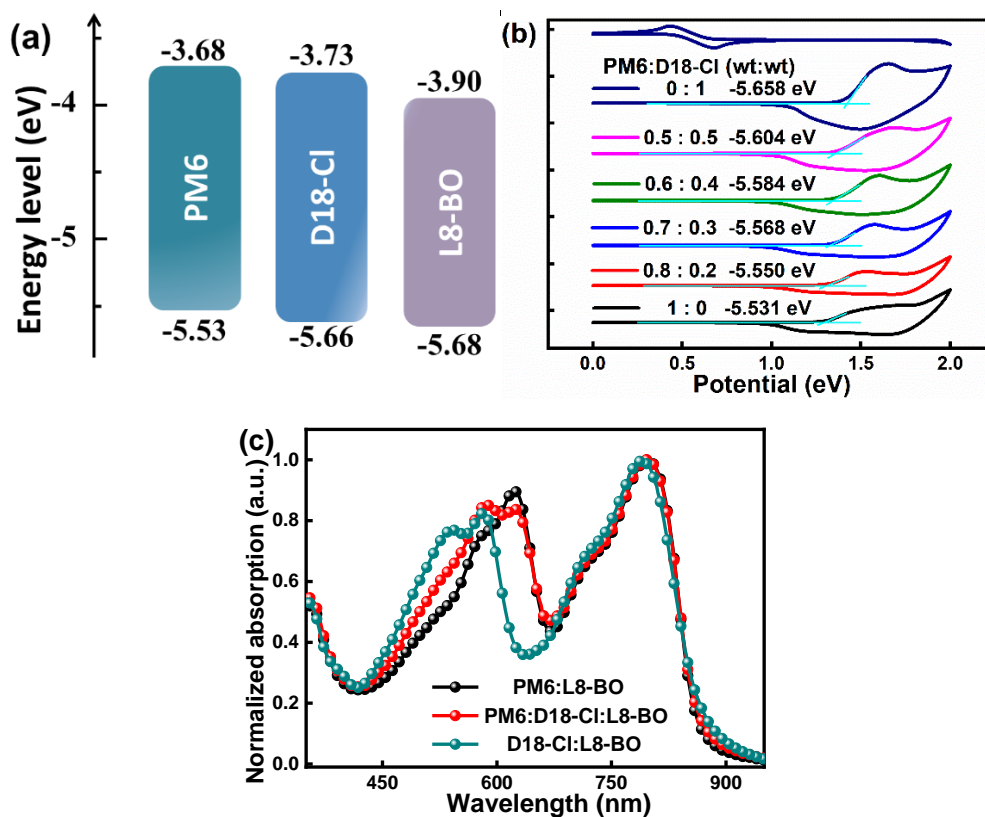 (a)
-3.68
-3.73
-3.90
-4
-5
Energy level (eV)
PM6
D18-Cl
L8-BO
-5.53
-5.66
-5.68
(b)
PM6:D18-Cl (wt:wt)
0 : 1 -5.658 eV
0.5 : 0.5 -5.604 eV
0.6 : 0.4 -5.584 eV
0.7 : 0.3 -5.568 eV
0.8 : 0.2 -5.550 eV
1 : 0 -5.531 eV
0.0 0.5 1.0 1.5 2.0
Potential (eV)
(c)
Normalized absorption (a.u.)
1.0
0.8
0.6
0.4
0.2
0.0
PM6:L8-BO
PM6:D18-Cl:L8-BO
D18-Cl:L8-BO
450 600 750 900
Wavelength (nm)